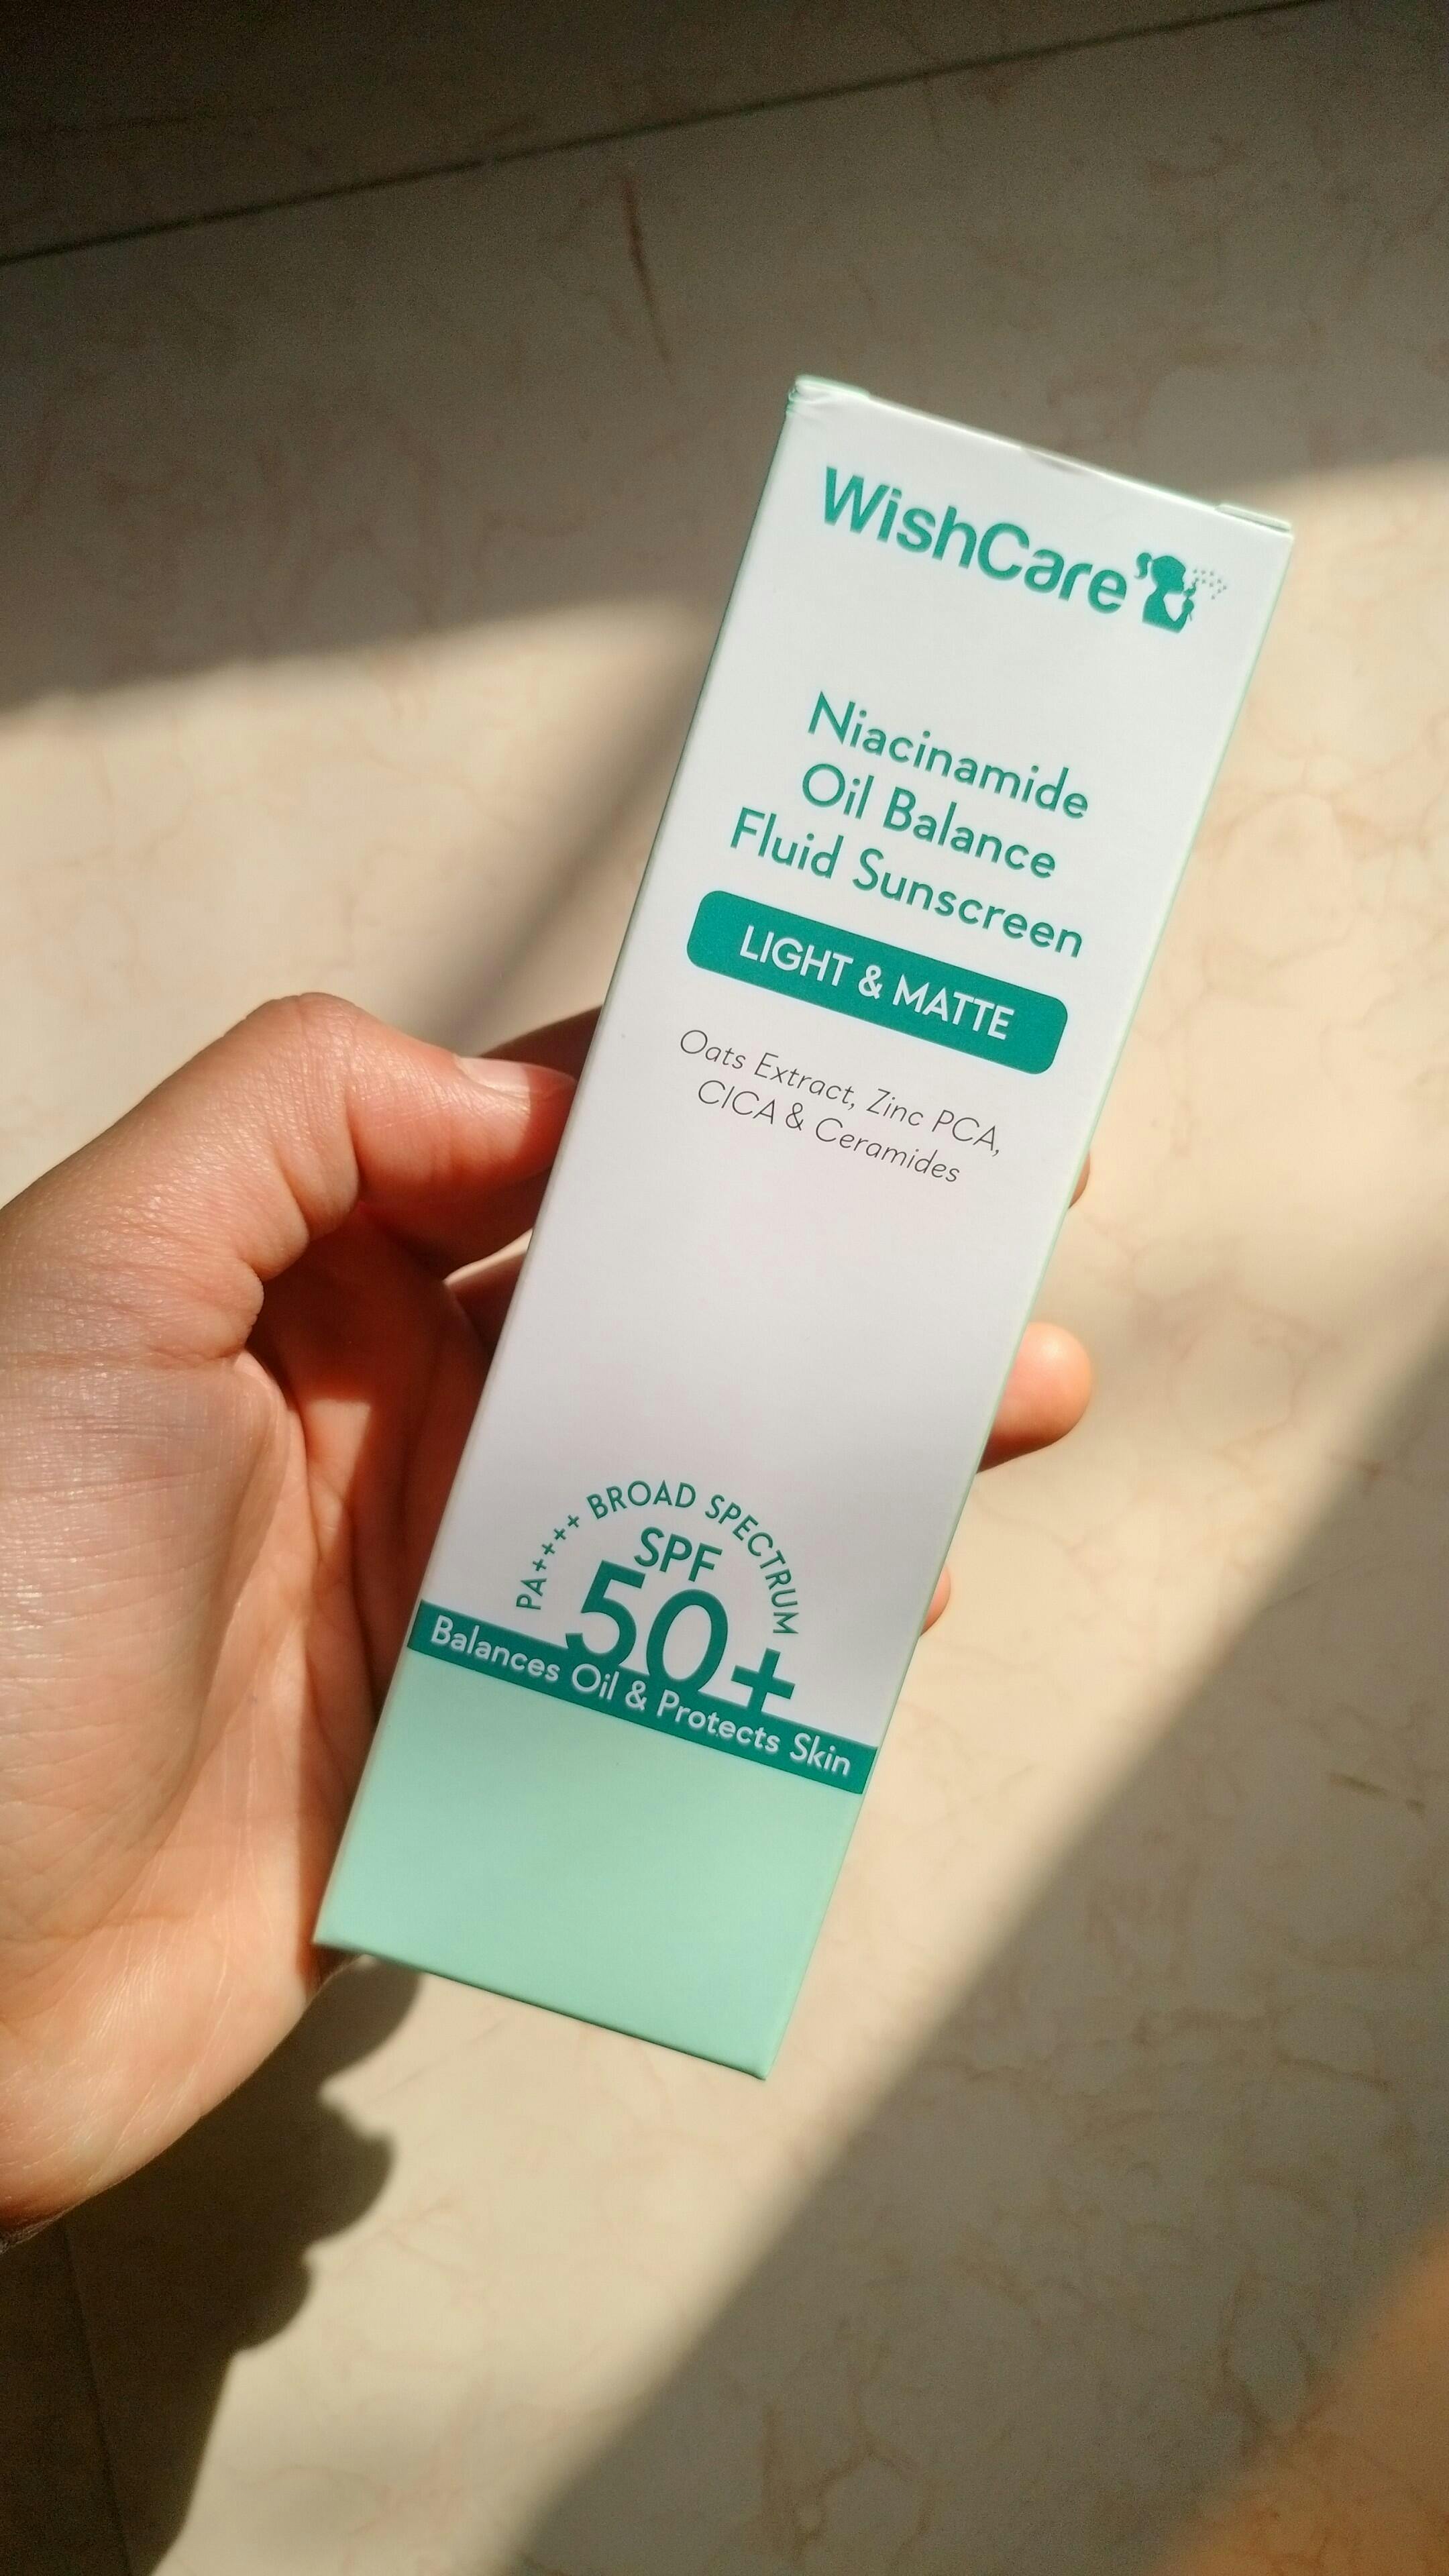 WishCare
Niacinamide
Oil Balance
Fluid Sunscreen
LIGHT & MATTE
Oats Extract, Zinc PCA,
CICA & Ceramides
PA++++ BROAD SPECTRUM
SPF
50+
Balances Oil & Protects Skin